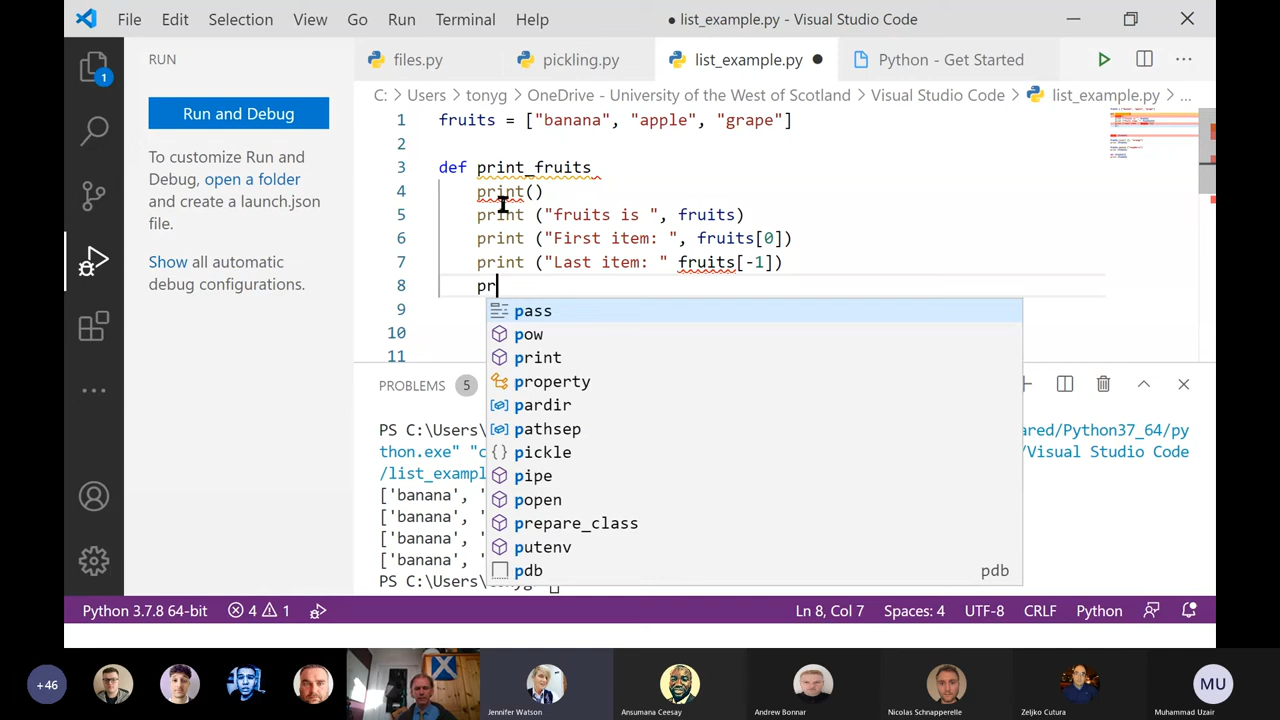 File Edit Selection View Go Run Terminal Help ● list_example.py - Visual Studio Code
RUN files.py pickling.py list_example.py Python - Get Started ...
C: > Users > tonyg > OneDrive - University of the West of Scotland > Visual Studio Code > list_example.py > ...
1
Run and Debug
To customize Run and
Debug, open a folder
and create a launch.json
file.
Show all automatic
debug configurations.
1 fruits = ["banana", "apple", "grape"]
2
3 def print_fruits
4 print()
5 print ("fruits is ", fruits)
6 print ("First item: ", fruits[0])
7 print ("Last item: " fruits[-1])
8 pr
9
10
11
pass
pow
print
property
pardir
pathsep
pickle
pipe
popen
prepare_class
putenv
pdb pdb
PROBLEMS 5
PS C:\Users\ ared/Python37_64/py
thon.exe" "c /Visual Studio Code
/list_exampl
['banana', '
['banana', '
['banana', '
['banana', '
PS C:\Users\tonyg>
Python 3.7.8 64-bit 4 1 Ln 8, Col 7 Spaces: 4 UTF-8 CRLF Python
+46 Jennifer Watson Ansumana Ceesay Andrew Bonnar Nicolas Schnapperelle Zeljko Cutura MU Muhammad Uzair